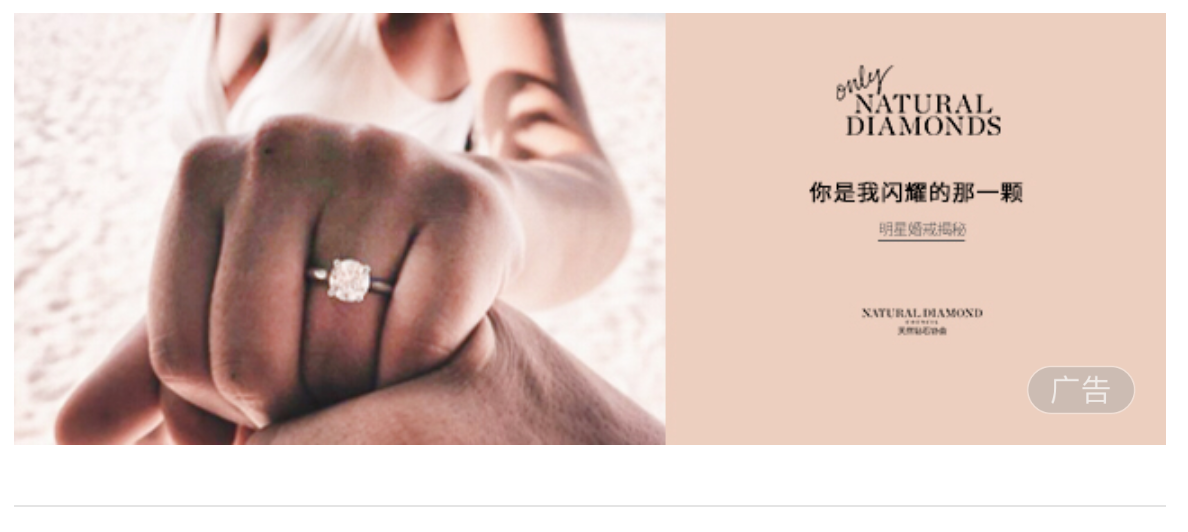 only
NATURAL
DIAMONDS
你是我闪耀的那一颗
明星婚戒揭秘
NATURAL DIAMOND
COUNCIL
天然钻石协会
广告